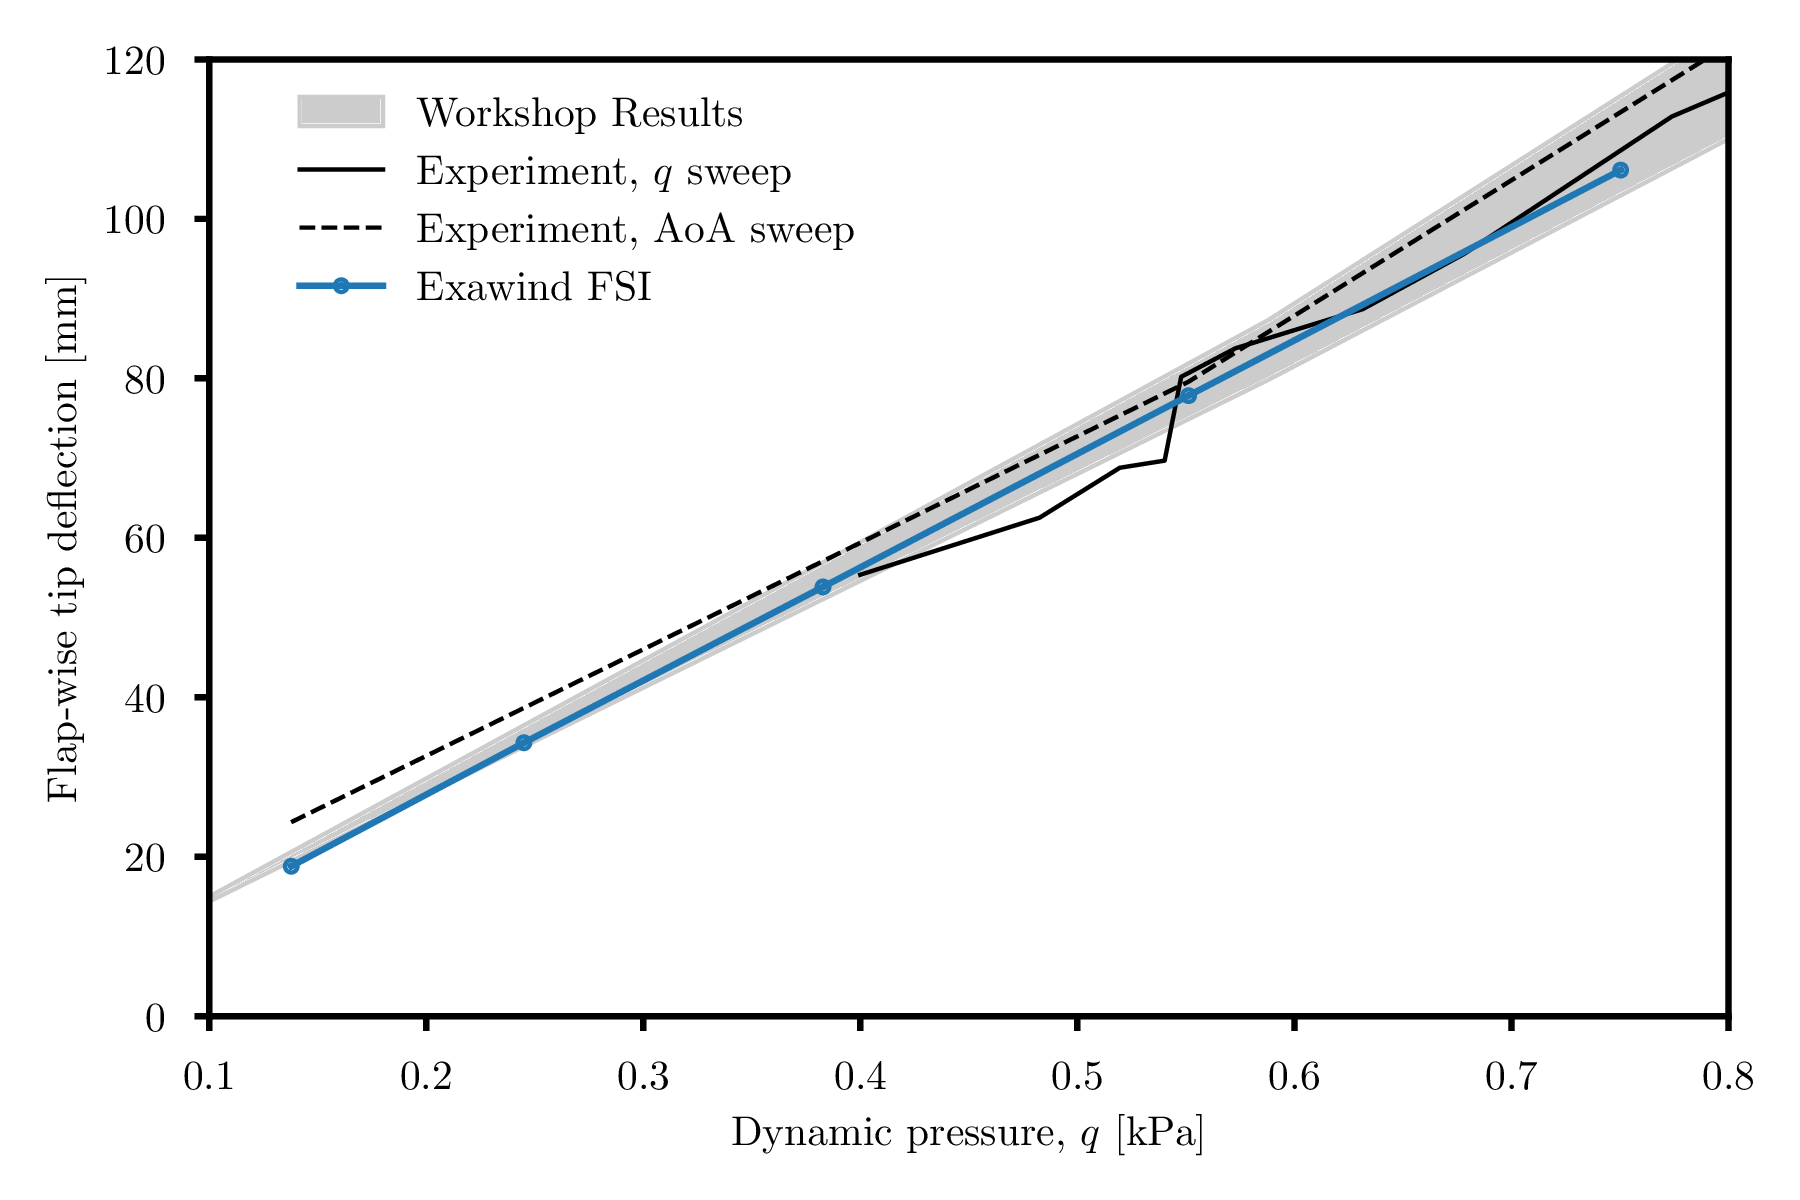 120
100
80
60
40
20
0
Flap-wise tip deflection [mm]
Workshop Results
Experiment, q sweep
Experiment, AoA sweep
Exawind FSI
0.1 0.2 0.3 0.4 0.5 0.6 0.7 0.8
Dynamic pressure, q [kPa]